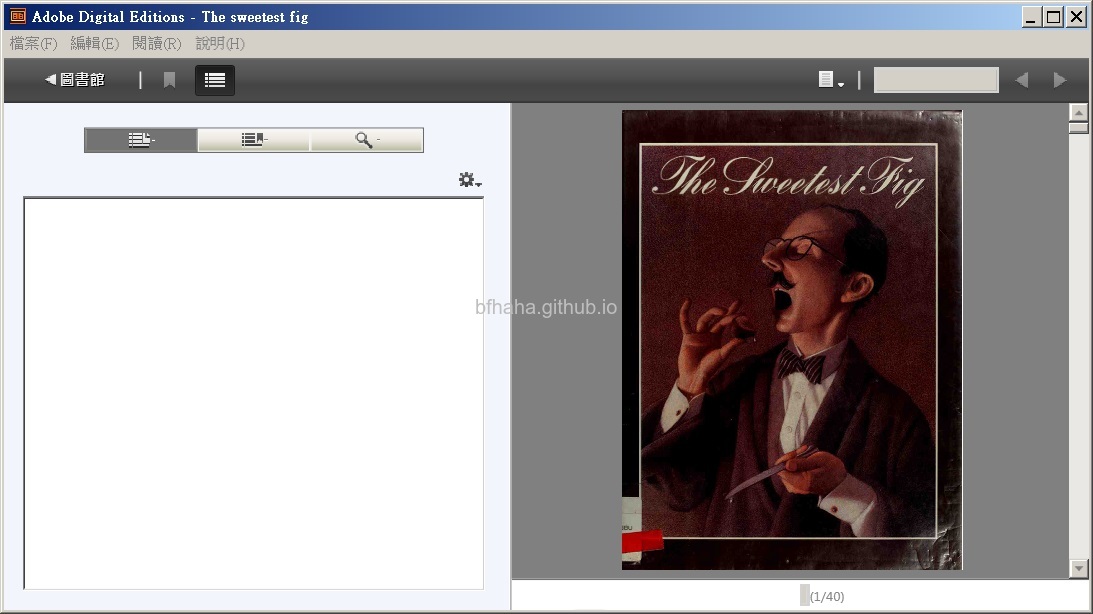 Adobe Digital Editions - The sweetest fig
檔案(F) 編輯(E) 閱讀(R) 說明(H)
圖書館
The Sweetest Fig
bfhaha.github.io
(1/40)